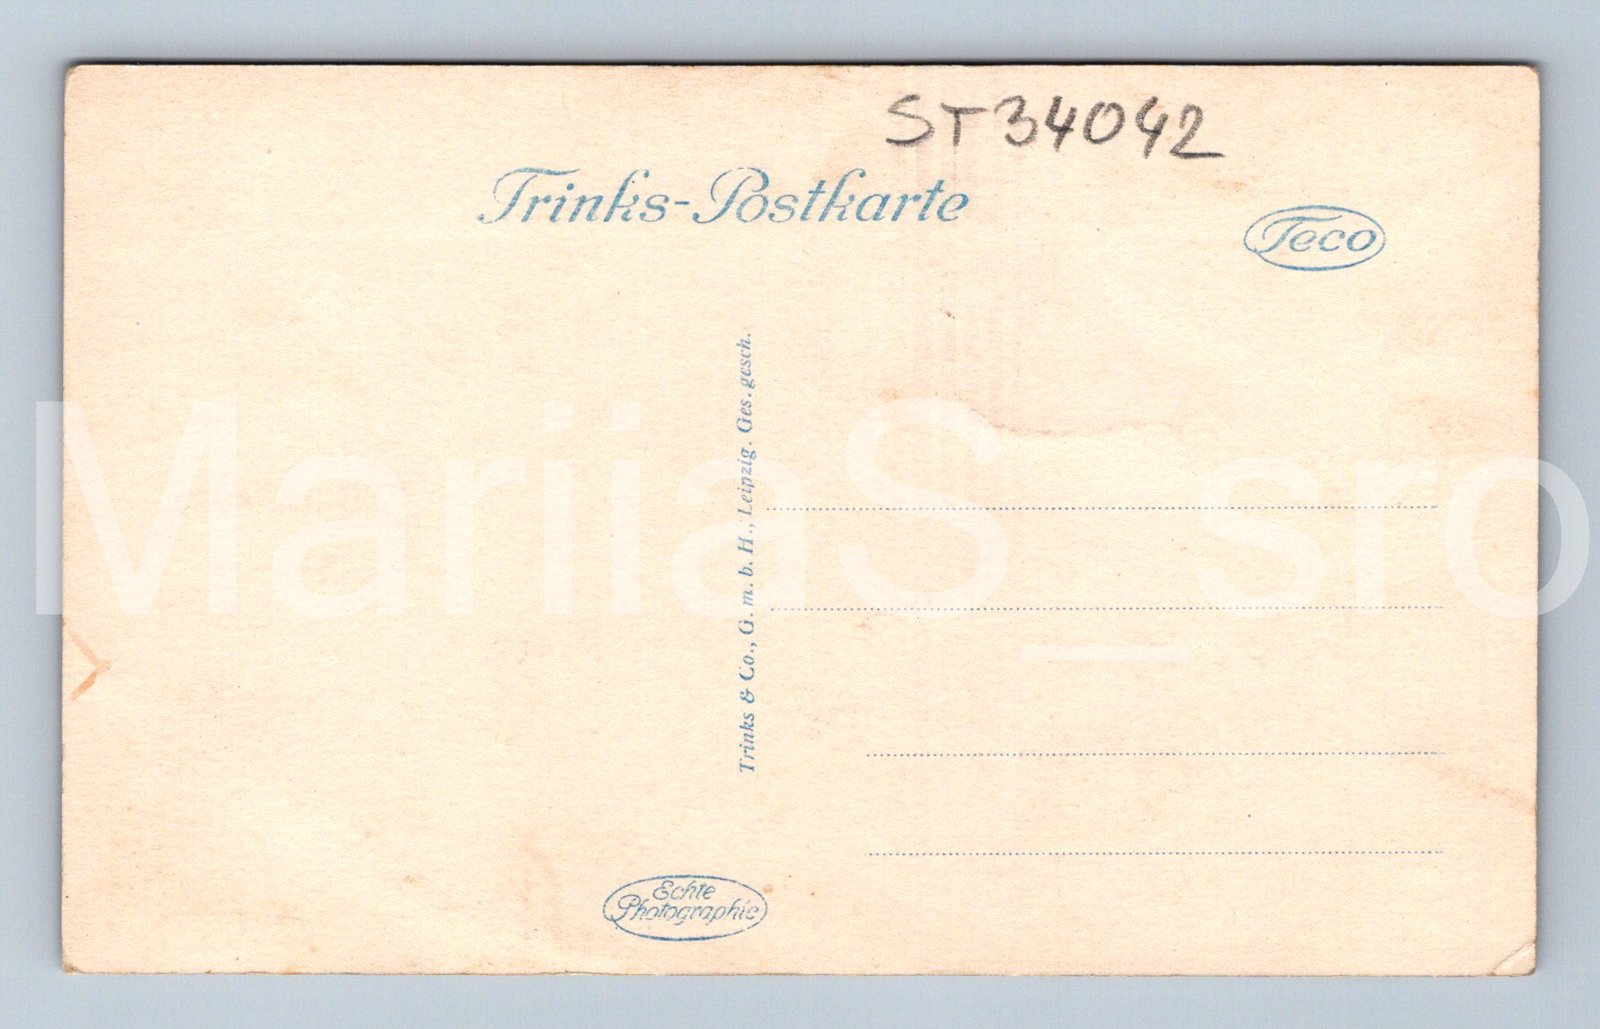 ST34042
Trinks-Postkarte
Teco
Trinks & Co., G. m. b. H., Leipzig. Ges. gesch.
MariiaS_sro
Echte
Photographie